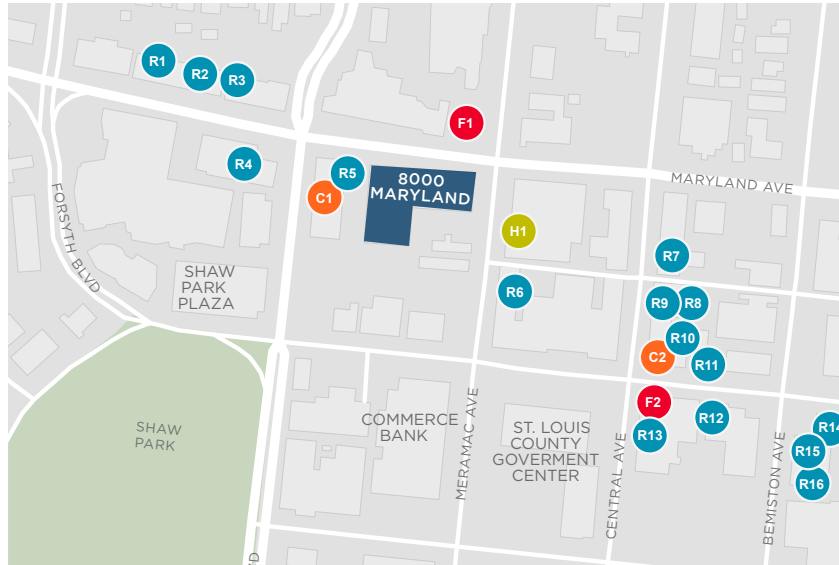 R1
R2
R3
F1
R4
R5
C1
8000
MARYLAND
MARYLAND AVE
H1
R7
FORSYTH BLVD
SHAW
PARK
PLAZA
R6
R9
R8
R10
C2
R11
F2
R12
R13
R14
R15
R16
SHAW
PARK
COMMERCE
BANK
MERAMAC AVE
ST. LOUIS
COUNTY
GOVERMENT
CENTER
CENTRAL AVE
BEMISTON AVE